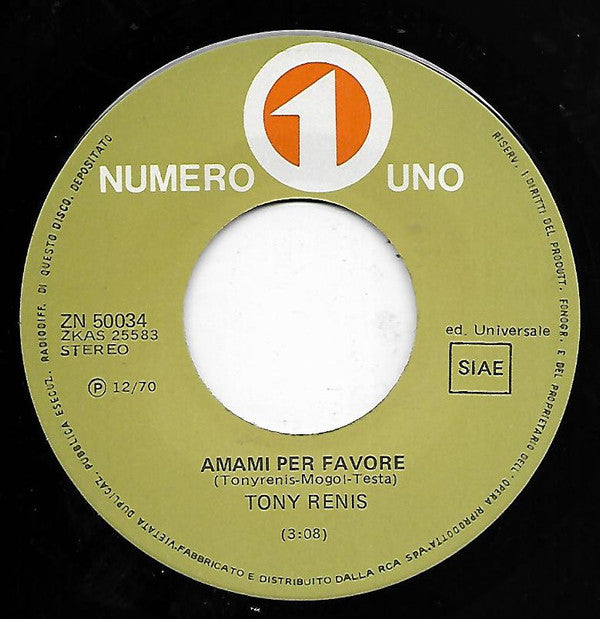 1
NUMERO UNO
ZN 50034
ZKAS 25583
STEREO
Ⓟ 12/70
ed. Universale
SIAE
AMAMI PER FAVORE
(Tonyrenis-Mogol-Testa)
TONY RENIS
(3:08)
RISERV. I DIRITTI DEL PRODUTT. FONOGR. E DEL PROPRIETARIO DELL'OPERA RIPRODOTTA
VIETATA DUPLICAZ. PUBBLICA ESECUZ. RADIODIFF. DI QUESTO DISCO. DEPOSITATO
FABBRICATO E DISTRIBUITO DALLA RCA SPA.